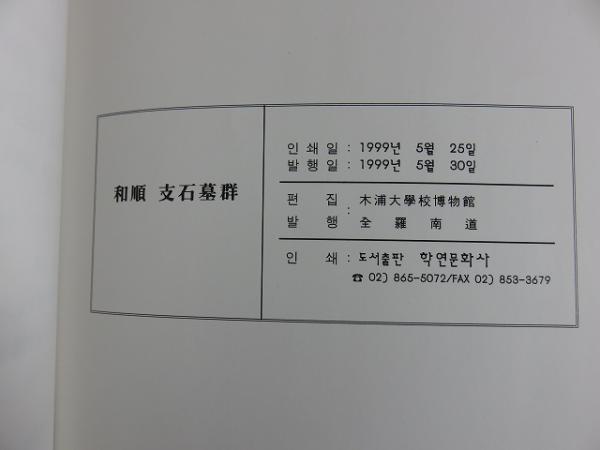 和順 支石墓群
인쇄일 : 1999년 5월 25일
발행일 : 1999년 5월 30일
편 집 : 木浦大學校博物館
발 행 : 全羅南道
인 쇄 : 도서출판 학연문화사
☎ 02) 865-5072/FAX 02) 853-3679